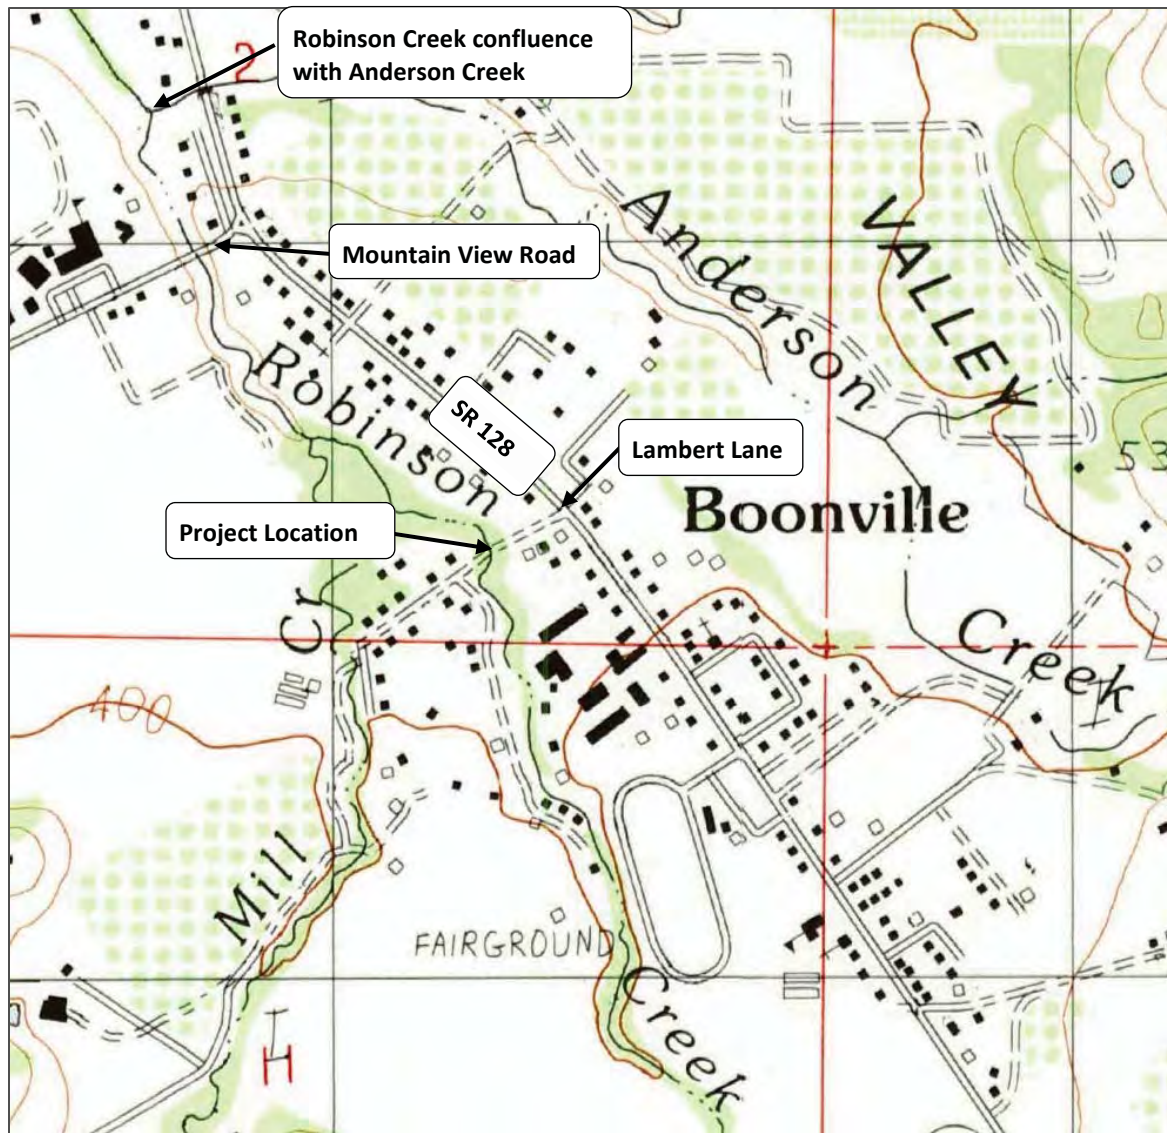 Robinson Creek confluence
with Anderson Creek
2
Mountain View Road
Anderson
VALLEY
Robinson
SR 128
Lambert Lane
Boonville
53
Project Location
Cr
Creek
400
Mill
FAIRGROUND
Creek
H